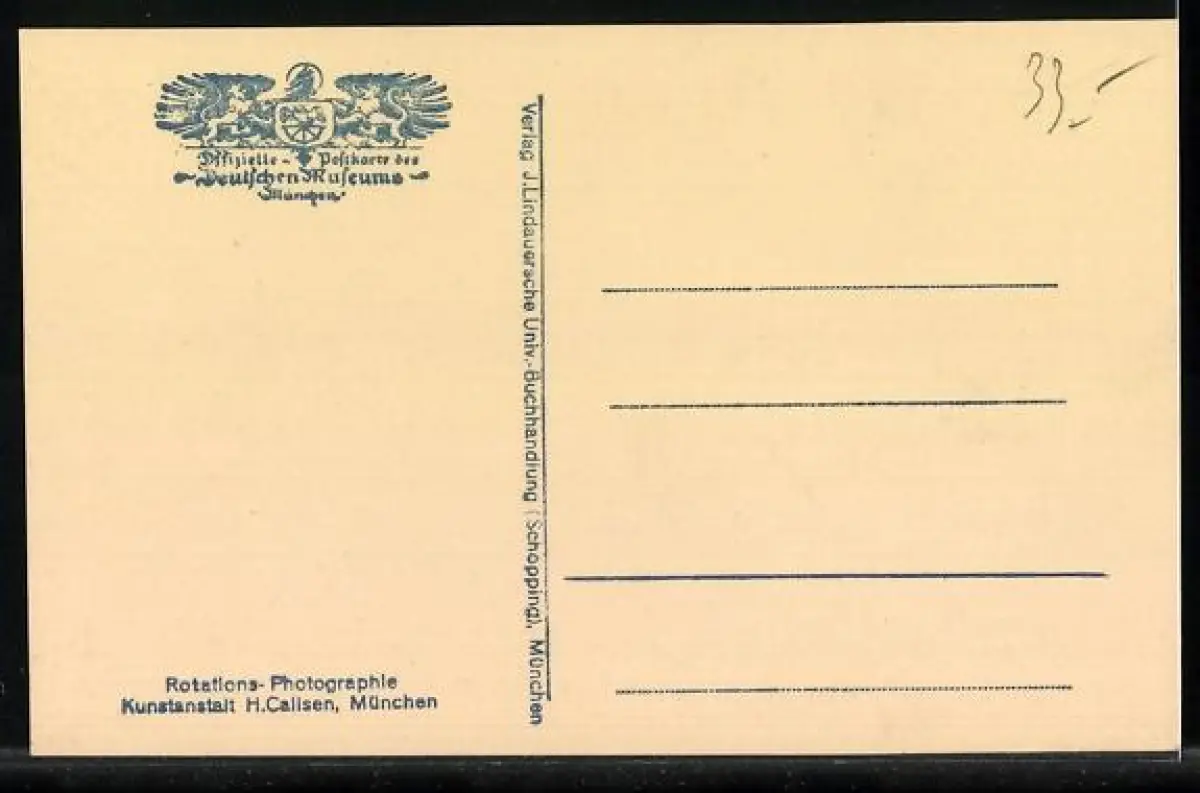 Offizielle - Postkarte des
Deutschen Museums
München
33.-
Verlag J.Lindauersche Univ.-Buchhandlung (Schöpping), München
Rotations-Photographie
Kunstanstalt H.Callsen, München